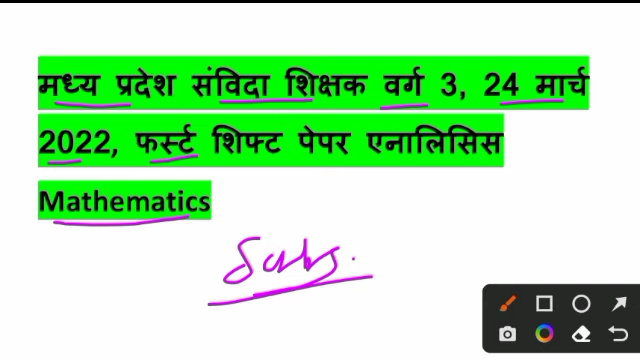 मध्य प्रदेश संविदा शिक्षक वर्ग 3, 24 मार्च
2022, फर्स्ट शिफ्ट पेपर एनालिसिस
Mathematics